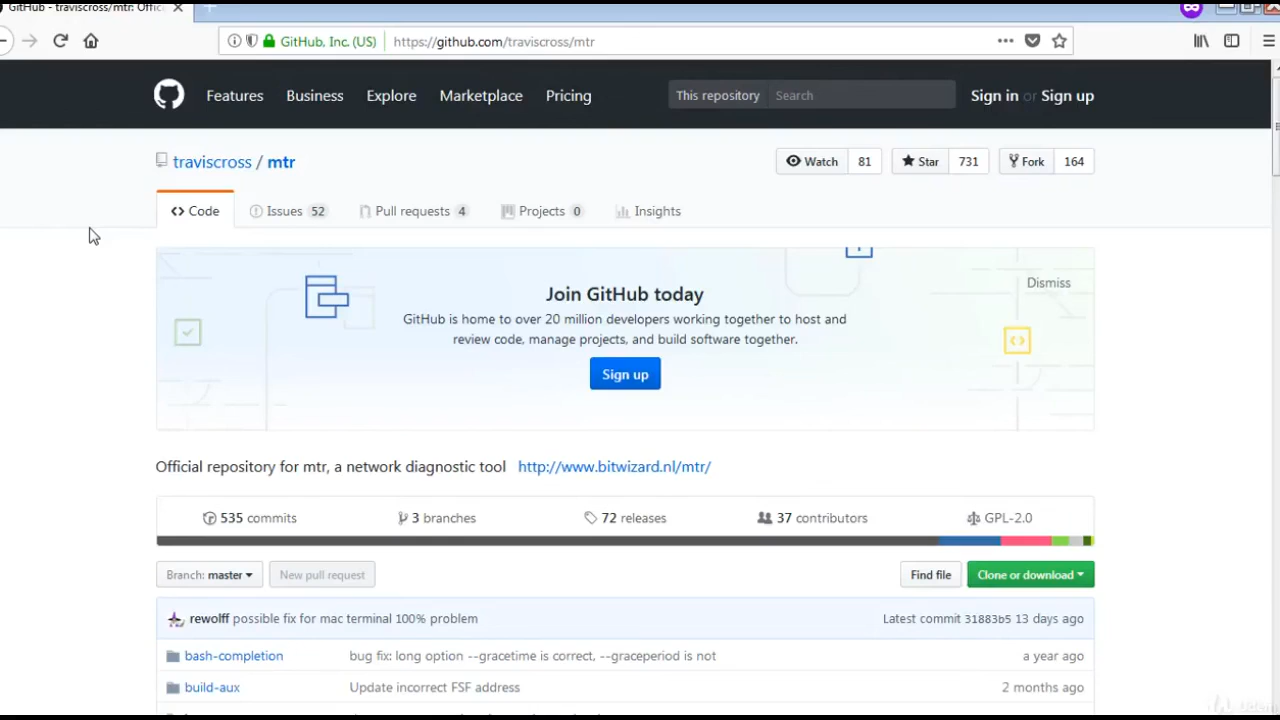 GitHub - traviscross/mtr: Offic
GitHub, Inc. (US) https://github.com/traviscross/mtr
Features Business Explore Marketplace Pricing This repository Search Sign in or Sign up
traviscross / mtr Watch 81 Star 731 Fork 164
Code Issues 52 Pull requests 4 Projects 0 Insights
Join GitHub today
Dismiss
GitHub is home to over 20 million developers working together to host and
review code, manage projects, and build software together.
Sign up
Official repository for mtr, a network diagnostic tool http://www.bitwizard.nl/mtr/
535 commits 3 branches 72 releases 37 contributors GPL-2.0
Branch: master New pull request Find file Clone or download
rewolff possible fix for mac terminal 100% problem Latest commit 31883b5 13 days ago
bash-completion bug fix: long option --gracetime is correct, --graceperiod is not a year ago
build-aux Update incorrect FSF address 2 months ago